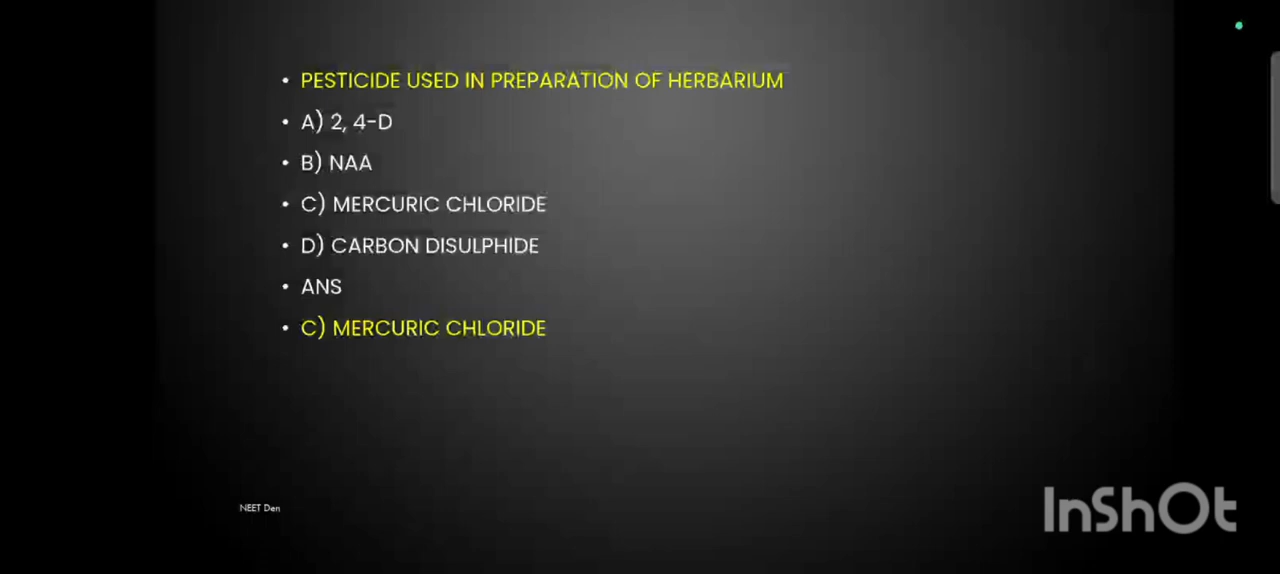 • PESTICIDE USED IN PREPARATION OF HERBARIUM
• A) 2, 4-D
• B) NAA
• C) MERCURIC CHLORIDE
• D) CARBON DISULPHIDE
• ANS
• C) MERCURIC CHLORIDE
NEET Den
InShOt